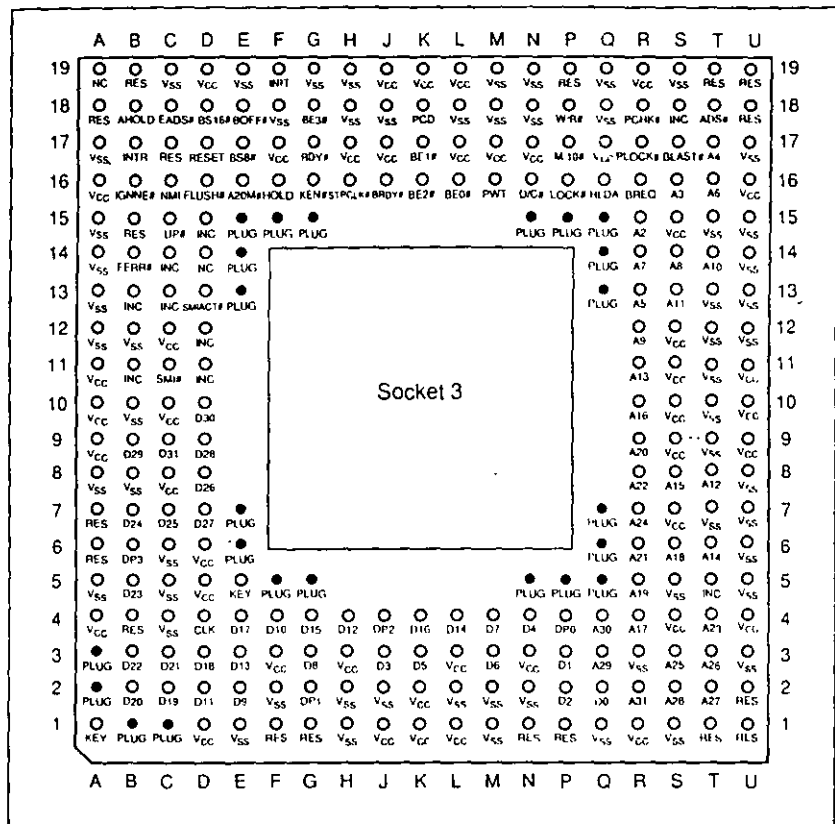 A B C D E F G H J K L M N P Q R S T U
19 19
NC RES VSS VCC VSS INIT VSS VSS VCC VCC VCC VSS VSS RES VSS VCC VSS RES RES
18 18
RES AHOLD EADS# BS16# BOFF# VSS BE3# VSS VSS PCD VSS VSS VSS W/R# VSS PCHK# INC ADS# RES
17 17
VSS INTR RES RESET BS8# VCC RDY# VCC VCC BE1# VCC VCC VCC M/IO# VCC PLOCK# BLAST# A4 VSS
16 16
VCC IGNNE# NMI FLUSH# A20M# HOLD KEN# STPCLK# BRDY# BE2# BE0# PWT D/C# LOCK# HLDA BREQ A3 A6 VCC
15 15
VSS RES UP# INC PLUG PLUG PLUG PLUG PLUG PLUG A2 VCC VSS VSS
14 14
VSS FERR# INC NC PLUG PLUG A7 A8 A10 VSS
13 13
VSS INC INC SMIACT# PLUG PLUG A5 A11 VSS VSS
12 12
VSS VSS VCC INC A9 VCC VSS VSS
11 11
VCC INC SMI# INC A13 VCC VSS VCC
Socket 3
10 10
VCC VSS VCC D30 A16 VCC VSS VCC
9 9
VCC D29 D31 D28 A20 VCC VSS VCC
8 8
VSS VSS VCC D26 A22 A15 A12 VSS
7 7
RES D24 D25 D27 PLUG PLUG A24 VCC VSS VSS
6 6
RES DP3 VSS VCC PLUG PLUG A21 A18 A14 VSS
5 5
VSS D23 VSS VCC KEY PLUG PLUG PLUG PLUG PLUG A19 VSS INC VSS
4 4
VCC RES VSS CLK D17 D10 D15 D12 DP2 D16 D14 D7 D4 DP0 A30 A17 VCC A23 VCC
3 3
PLUG D22 D21 D18 D13 VCC D8 VCC D3 D5 VCC D6 VCC D1 A29 VSS A25 A26 VSS
2 2
PLUG D20 D19 D11 D9 VSS DP1 VSS VSS VCC VSS VSS VSS D2 D0 A31 A28 A27 RES
1 1
KEY PLUG PLUG VCC VSS RES RES VSS VCC VSS VCC VSS RES RES VSS VCC VSS RES RES
A B C D E F G H J K L M N P Q R S T U